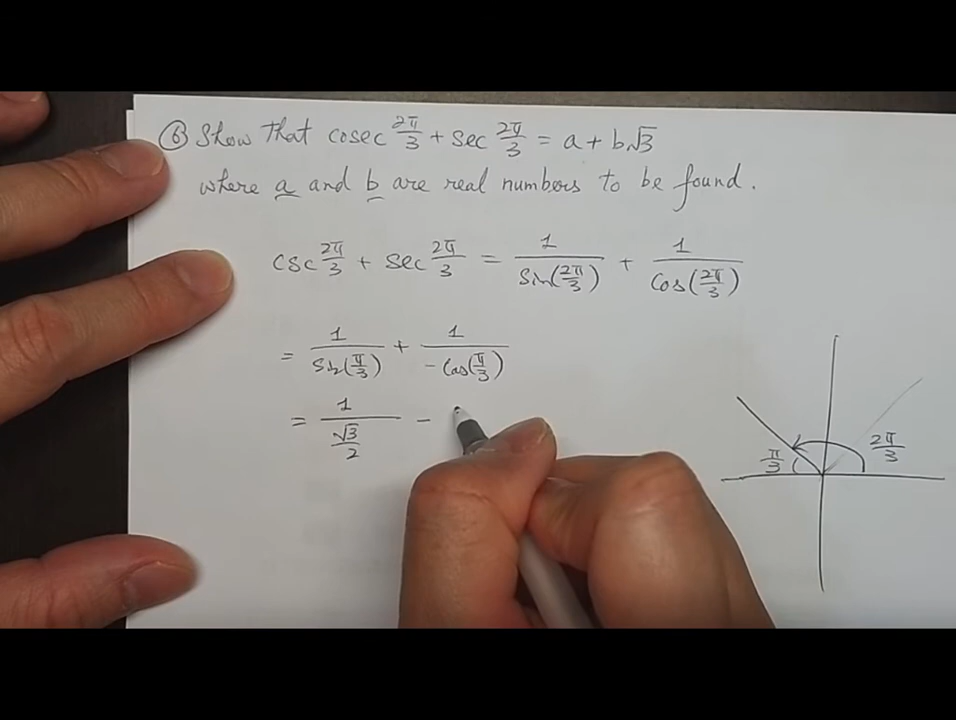 ⑥ Show that cosec 2π/3 + sec 2π/3 = a + b√3
where a and b are real numbers to be found.
csc 2π/3 + sec 2π/3 = 1/sin(2π/3) + 1/cos(2π/3)
= 1/sin(π/3) + 1/-cos(π/3)
= 1/(√3/2) -
π/3 2π/3